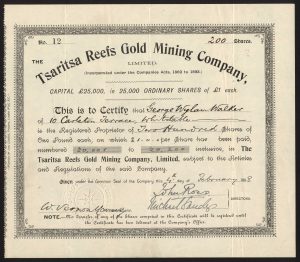 No. 12 200 Shares.
THE
Tsaritsa Reefs Gold Mining Company,
LIMITED.
(Incorporated under the Companies Acts, 1862 to 1893.)
CAPITAL £25,000, IN 25,000 ORDINARY SHARES OF £1 each
This is to Certify that George Wylam Walker
of 10 Carleton Terrace
is the Registered Proprietor of Two Hundred Shares of
One Pound each, on which £1 per Share has been paid
numbered to inclusive, in The
Tsaritsa Reefs Gold Mining Company, Limited, subject to the Articles
and Regulations of the said Company.
Given under the Common Seal of the Company this day of February
John Ross
DIRECTORS
NOTE.—The Transfer of any of the Shares comprised in this Certificate will be registered until the
Certificate has been delivered at the Company's Office.